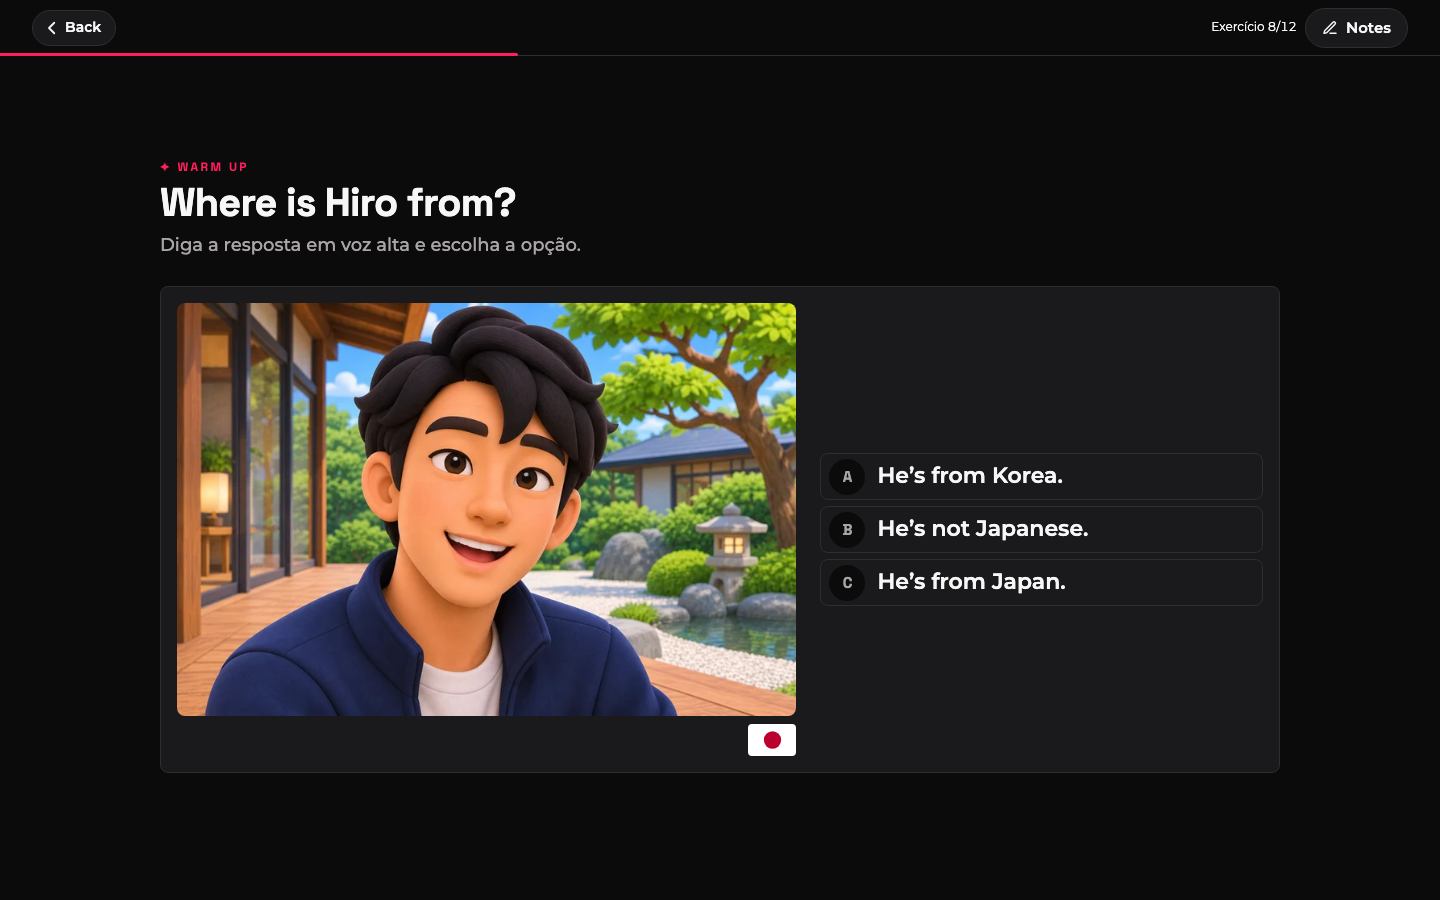 Back
Exercício 8/12
Notes
WARM UP
Where is Hiro from?
Diga a resposta em voz alta e escolha a opção.
A He’s from Korea.
B He’s not Japanese.
C He’s from Japan.